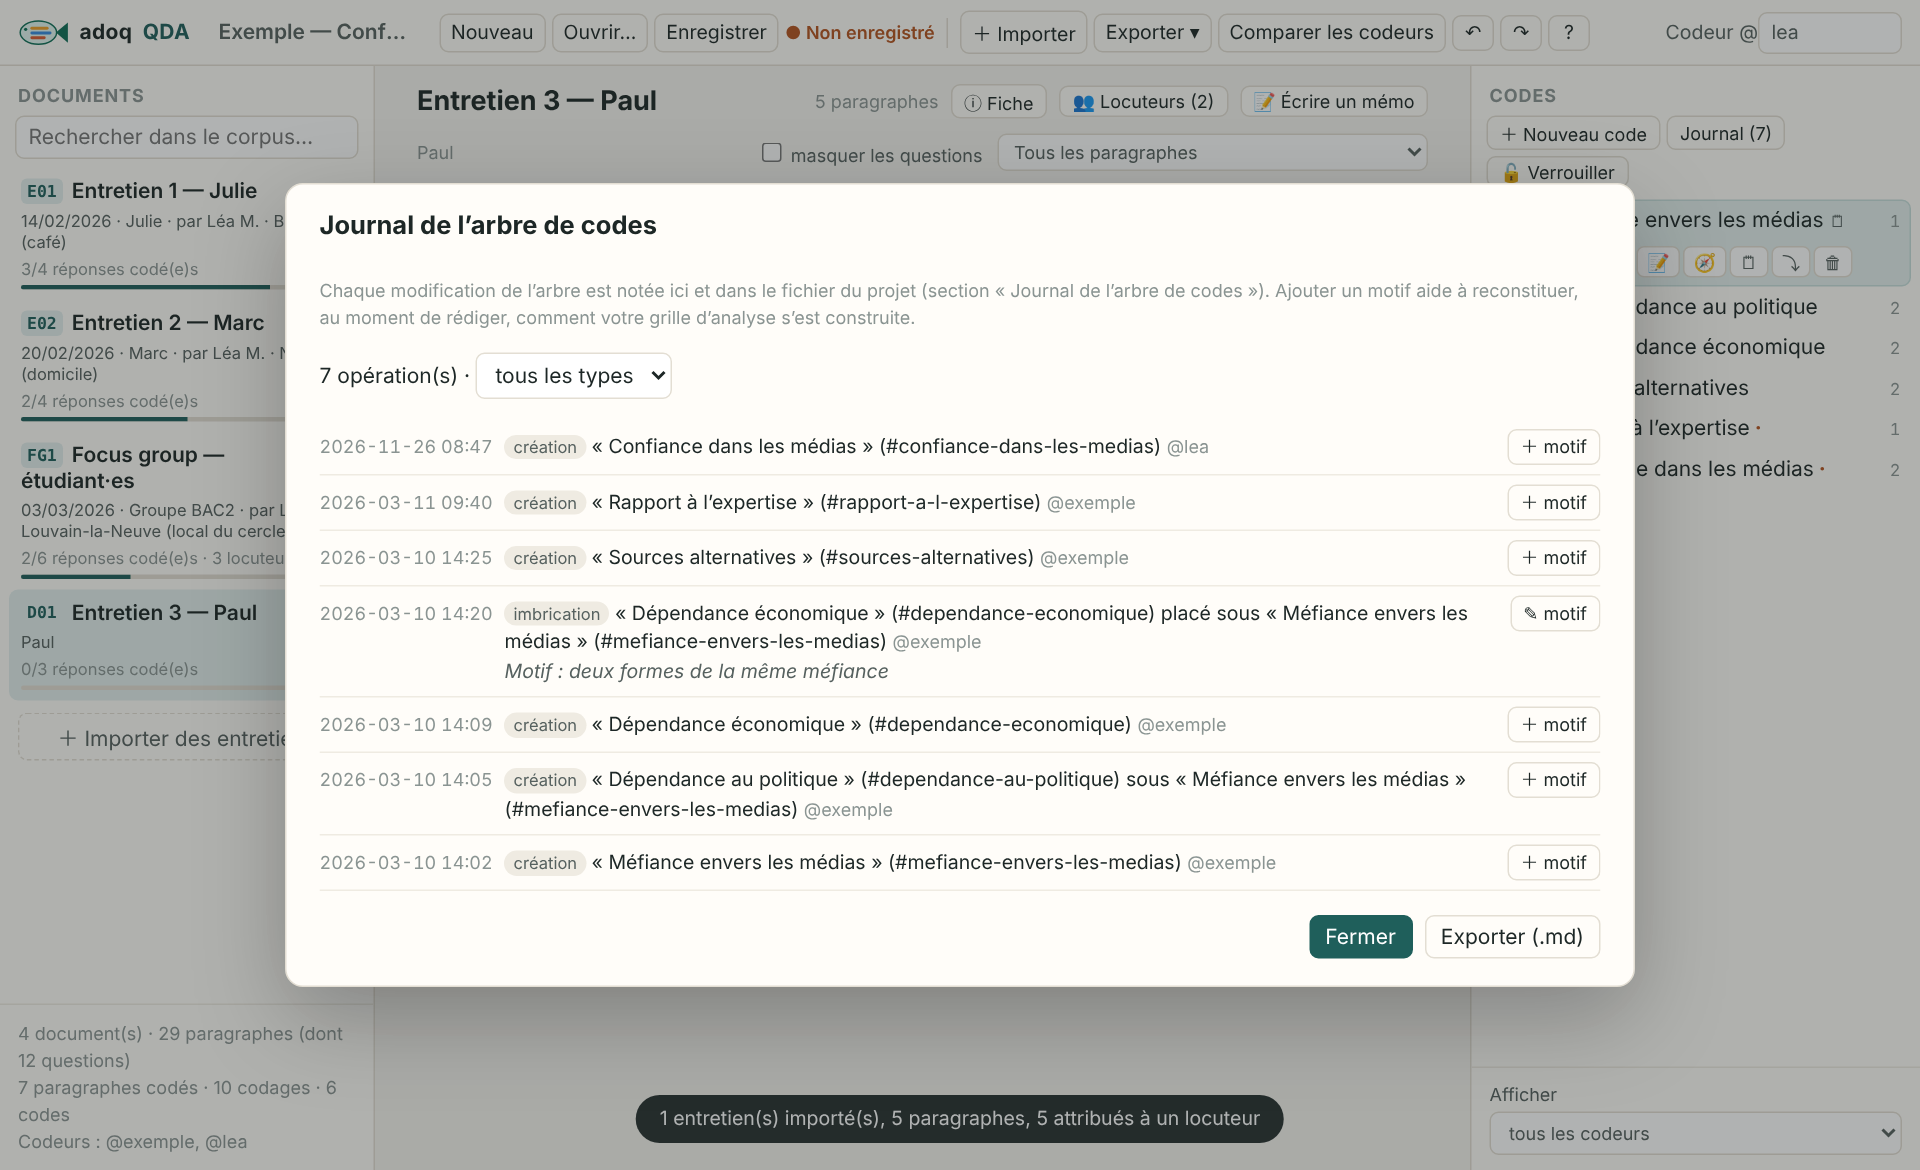 adoq QDA
Exemple — Conf...
Nouveau
Ouvrir...
Enregistrer
Non enregistré
+ Importer
Exporter ▾
Comparer les codeurs
↶
↷
?
Codeur @ lea
DOCUMENTS
Rechercher dans le corpus...
E01 Entretien 1 — Julie
14/02/2026 · Julie · par Léa M. · B
(café)
3/4 réponses codé(e)s
E02 Entretien 2 — Marc
20/02/2026 · Marc · par Léa M. · N
(domicile)
2/4 réponses codé(e)s
FG1 Focus group —
étudiant·es
03/03/2026 · Groupe BAC2 · par L
Louvain-la-Neuve (local du cercle
2/6 réponses codé(e)s · 3 locuteu
D01 Entretien 3 — Paul
Paul
0/3 réponses codé(e)s
+ Importer des entretie
4 document(s) · 29 paragraphes (dont
12 questions)
7 paragraphes codés · 10 codages · 6
codes
Codeurs : @exemple, @lea
Entretien 3 — Paul
5 paragraphes
ⓘ Fiche
👥 Locuteurs (2)
📝 Écrire un mémo
Paul
masquer les questions
Tous les paragraphes
Journal de l’arbre de codes
Chaque modification de l’arbre est notée ici et dans le fichier du projet (section « Journal de l’arbre de codes »). Ajouter un motif aide à reconstituer,
au moment de rédiger, comment votre grille d’analyse s’est construite.
7 opération(s) · tous les types
2026-11-26 08:47 création « Confiance dans les médias » (#confiance-dans-les-medias) @lea + motif
2026-03-11 09:40 création « Rapport à l’expertise » (#rapport-a-l-expertise) @exemple + motif
2026-03-10 14:25 création « Sources alternatives » (#sources-alternatives) @exemple + motif
2026-03-10 14:20 imbrication « Dépendance économique » (#dependance-economique) placé sous « Méfiance envers les ✎ motif
médias » (#mefiance-envers-les-medias) @exemple
Motif : deux formes de la même méfiance
2026-03-10 14:09 création « Dépendance économique » (#dependance-economique) @exemple + motif
2026-03-10 14:05 création « Dépendance au politique » (#dependance-au-politique) sous « Méfiance envers les médias » + motif
(#mefiance-envers-les-medias) @exemple
2026-03-10 14:02 création « Méfiance envers les médias » (#mefiance-envers-les-medias) @exemple + motif
Fermer
Exporter (.md)
1 entretien(s) importé(s), 5 paragraphes, 5 attribués à un locuteur
CODES
+ Nouveau code
Journal (7)
🔓 Verrouiller
e envers les médias 1
dance au politique 2
dance économique 2
alternatives 2
à l’expertise · 1
e dans les médias · 2
Afficher
tous les codeurs